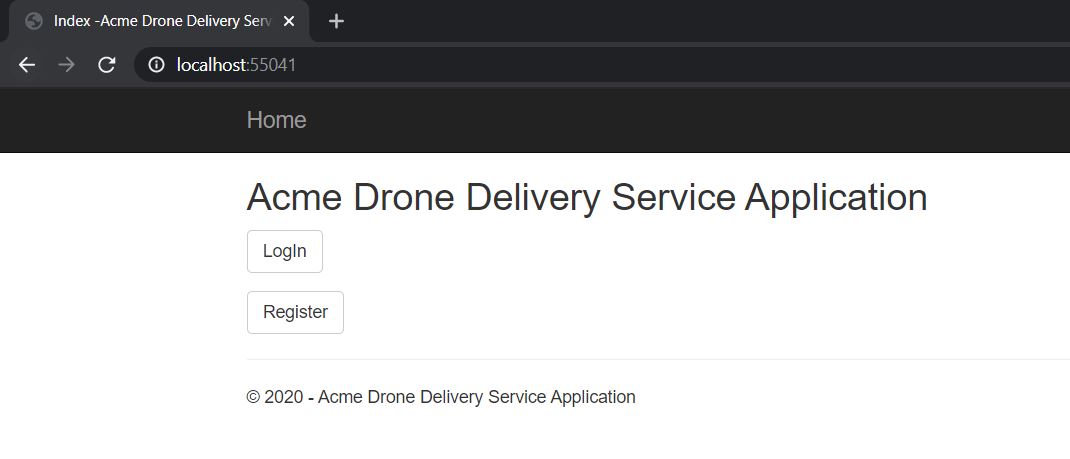 Index -Acme Drone Delivery Serv
localhost:55041
Home
Acme Drone Delivery Service Application
LogIn
Register
© 2020 - Acme Drone Delivery Service Application